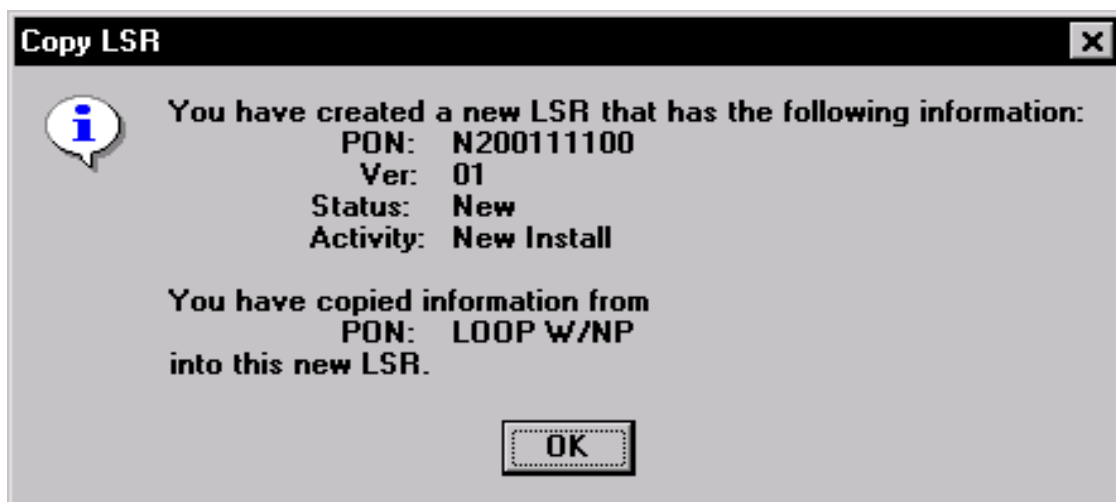 Copy LSR
You have created a new LSR that has the following information:
PON: N200111100
Ver: 01
Status: New
Activity: New Install
You have copied information from
PON: LOOP W/NP
into this new LSR.
OK